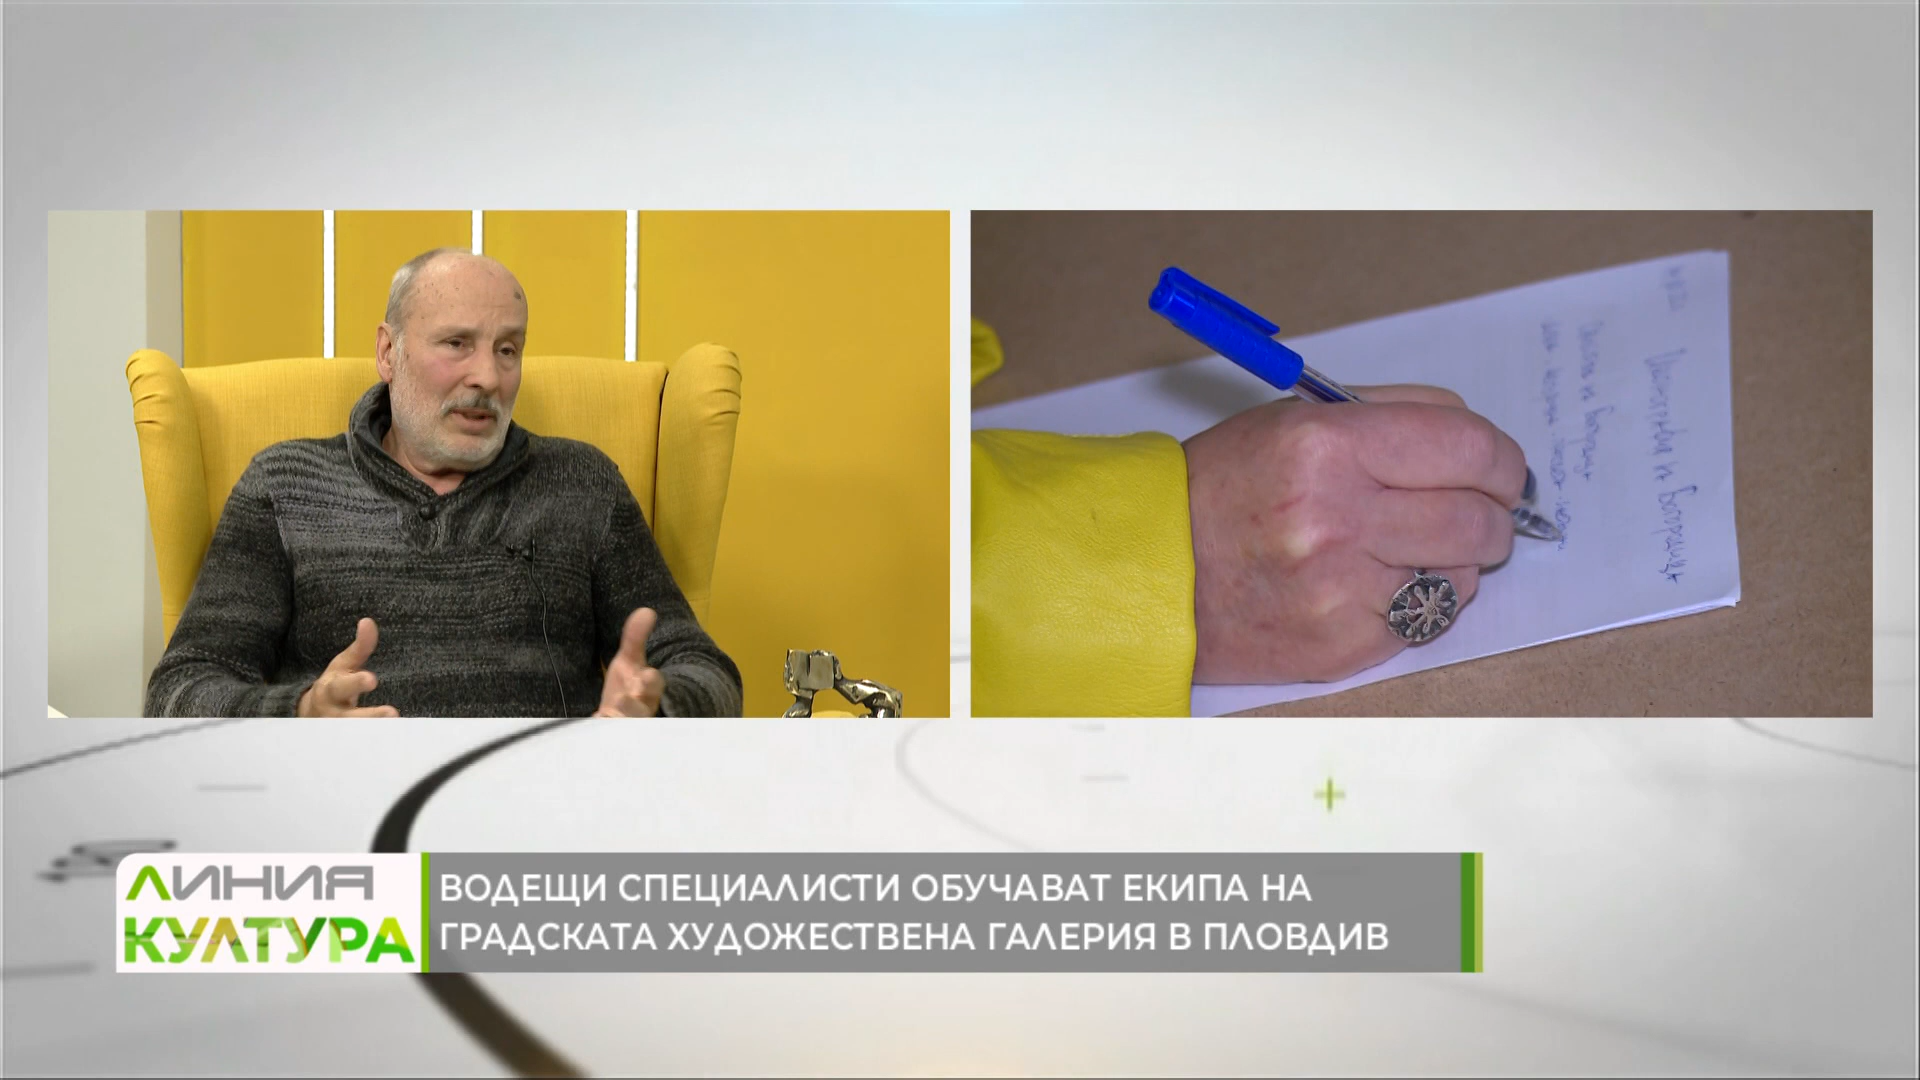 ЛИНИЯ
КУЛТУРА
ВОДЕЩИ СПЕЦИАЛИСТИ ОБУЧАВАТ ЕКИПА НА
ГРАДСКАТА ХУДОЖЕСТВЕНА ГАЛЕРИЯ В ПЛОВДИВ